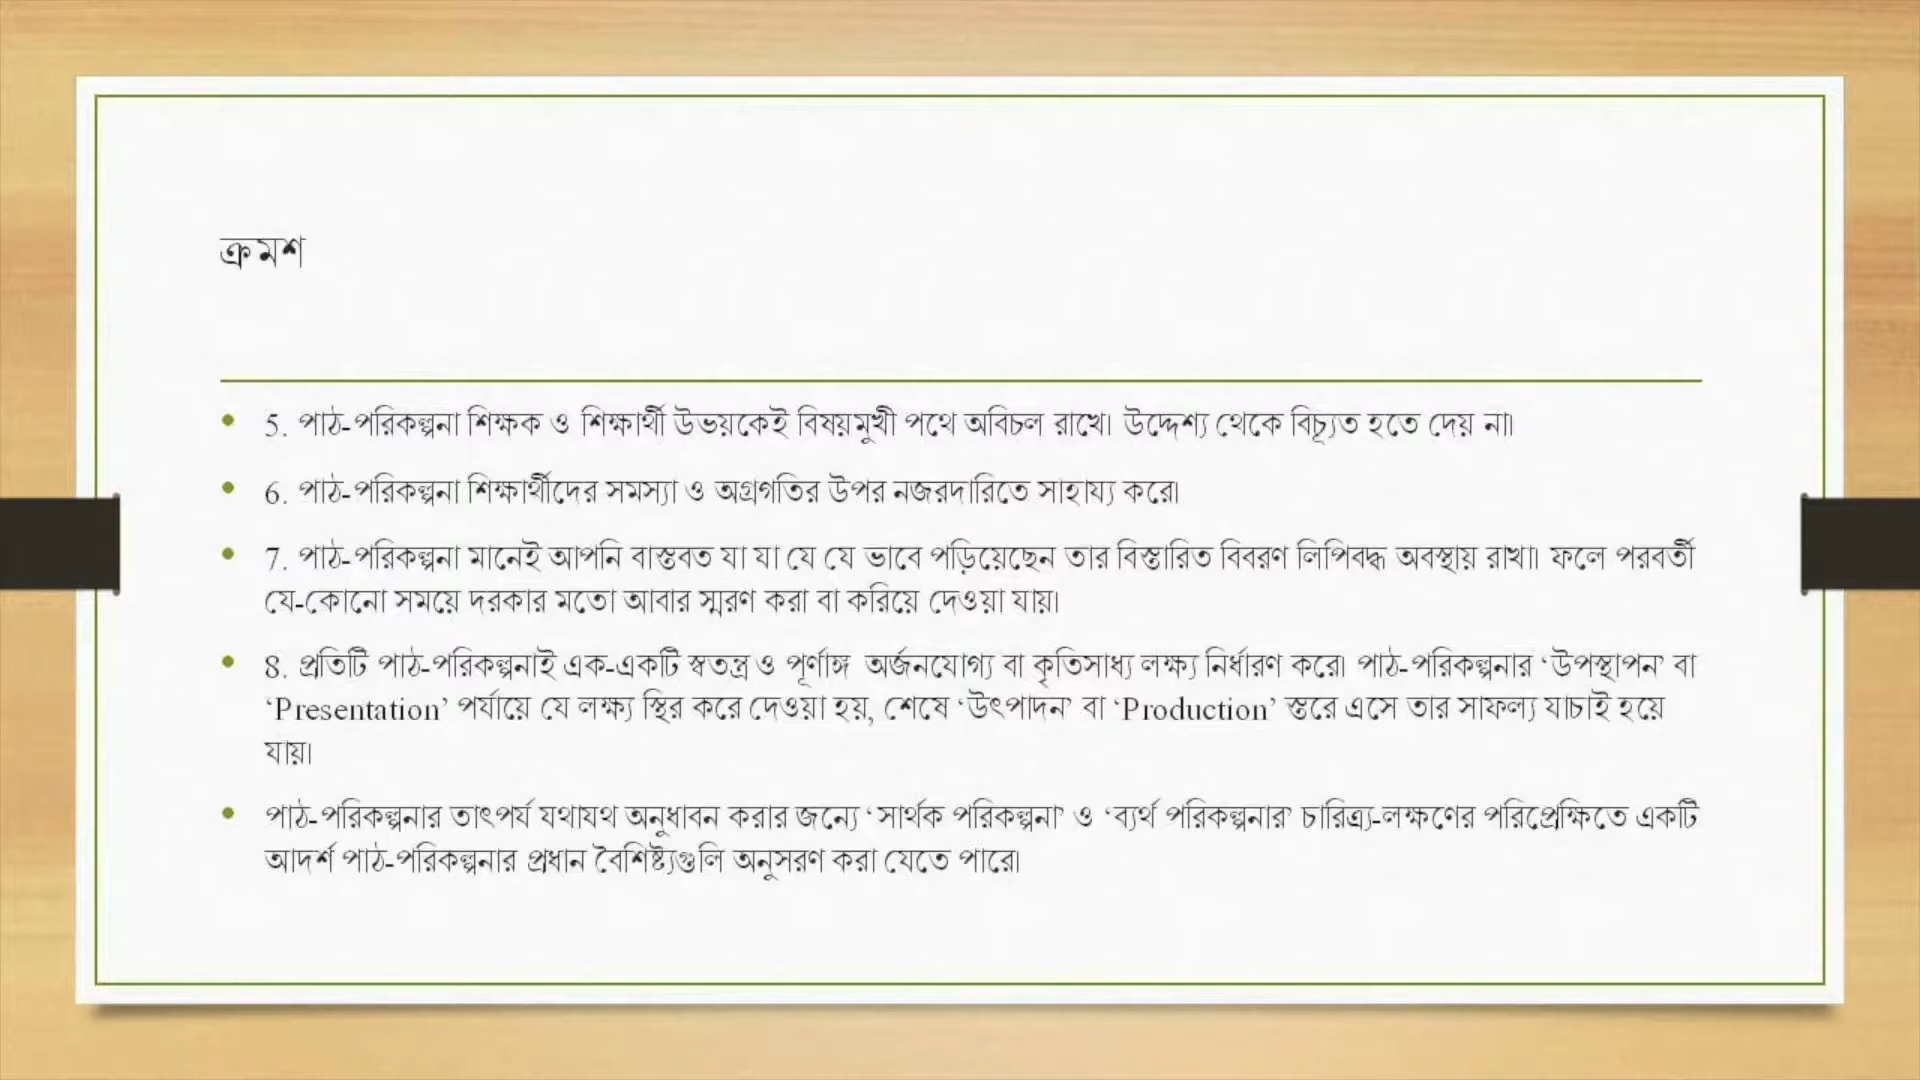 ক্রমশ
• 5. পাঠ-পরিকল্পনা শিক্ষক ও শিক্ষার্থী উভয়কেই বিষয়মুখী পথে অবিচল রাখে। উদ্দেশ্য থেকে বিচ্যুত হতে দেয় না।
• 6. পাঠ-পরিকল্পনা শিক্ষার্থীদের সমস্যা ও অগ্রগতির উপর নজরদারিতে সাহায্য করে।
• 7. পাঠ-পরিকল্পনা মানেই আপনি বাস্তবত যা যা যে যে ভাবে পড়িয়েছেন তার বিস্তারিত বিবরণ লিপিবদ্ধ অবস্থায় রাখা। ফলে পরবর্তী
যে-কোনো সময়ে দরকার মতো আবার স্মরণ করা বা করিয়ে দেওয়া যায়।
• 8. প্রতিটি পাঠ-পরিকল্পনাই এক-একটি স্বতন্ত্র ও পূর্ণাঙ্গ অর্জনযোগ্য বা কৃতিসাধ্য লক্ষ্য নির্ধারণ করে। পাঠ-পরিকল্পনার ‘উপস্থাপন’ বা
‘Presentation’ পর্যায়ে যে লক্ষ্য স্থির করে দেওয়া হয়, শেষে ‘উৎপাদন’ বা ‘Production’ স্তরে এসে তার সাফল্য যাচাই হয়ে
যায়।
• পাঠ-পরিকল্পনার তাৎপর্য যথাযথ অনুধাবন করার জন্যে ‘সার্থক পরিকল্পনা’ ও ‘ব্যর্থ পরিকল্পনার’ চারিত্র্য-লক্ষণের পরিপ্রেক্ষিতে একটি
আদর্শ পাঠ-পরিকল্পনার প্রধান বৈশিষ্ট্যগুলি অনুসরণ করা যেতে পারে।